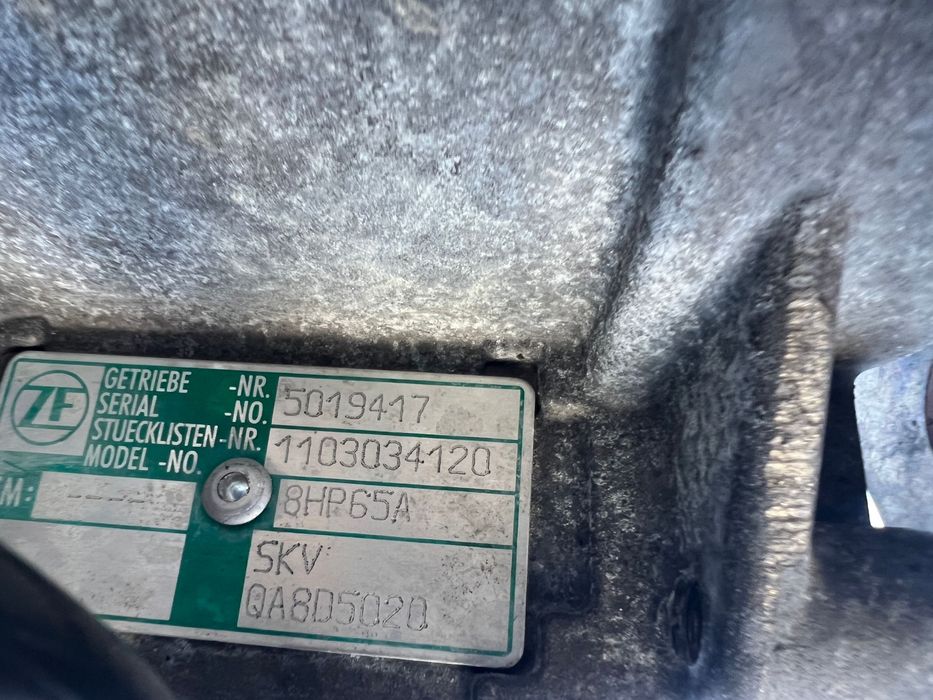 ZF
GETRIEBE -NR.
SERIAL -NO.
5019417
STUECKLISTEN-NR.
MODEL -NO.
1103034120
8HP65A
SKV
QA8D5020